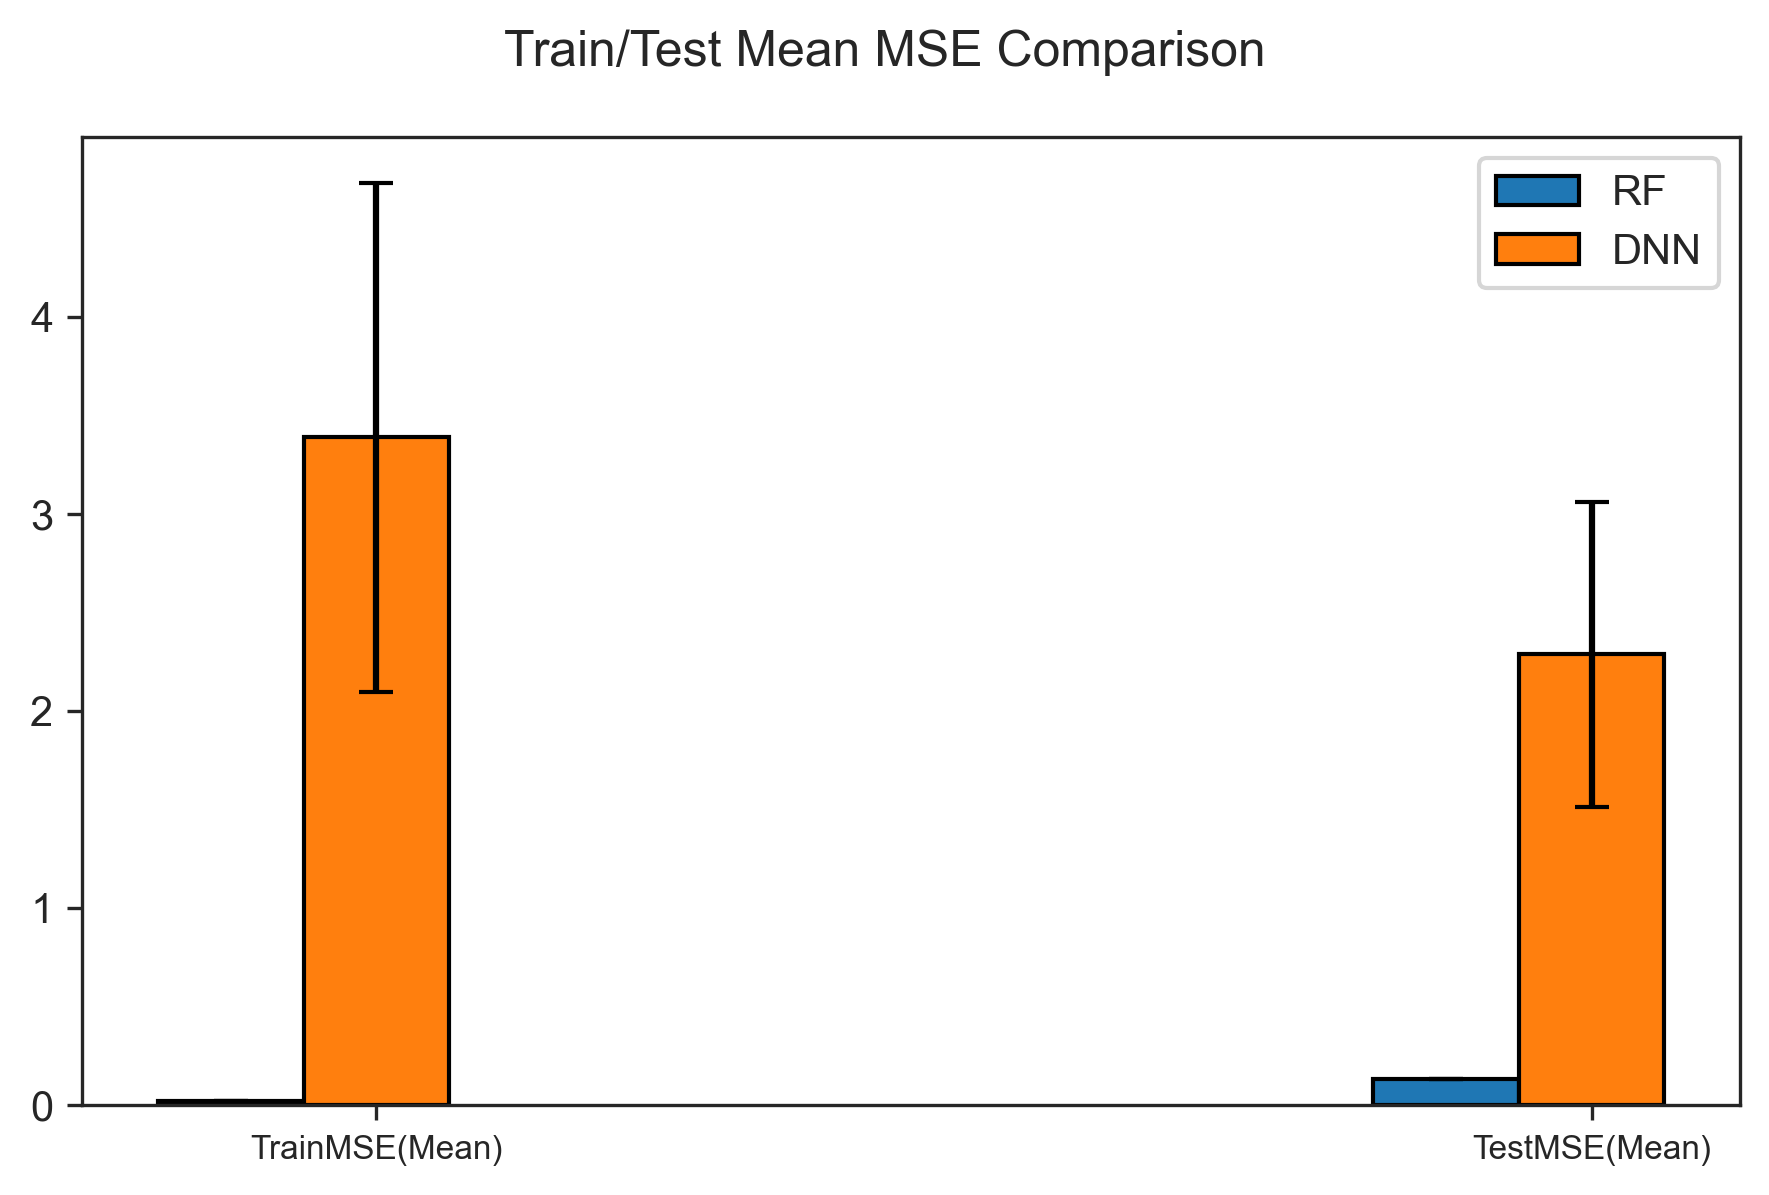 Train/Test Mean MSE Comparison
RF
DNN
4
3
2
1
0
TrainMSE(Mean)
TestMSE(Mean)